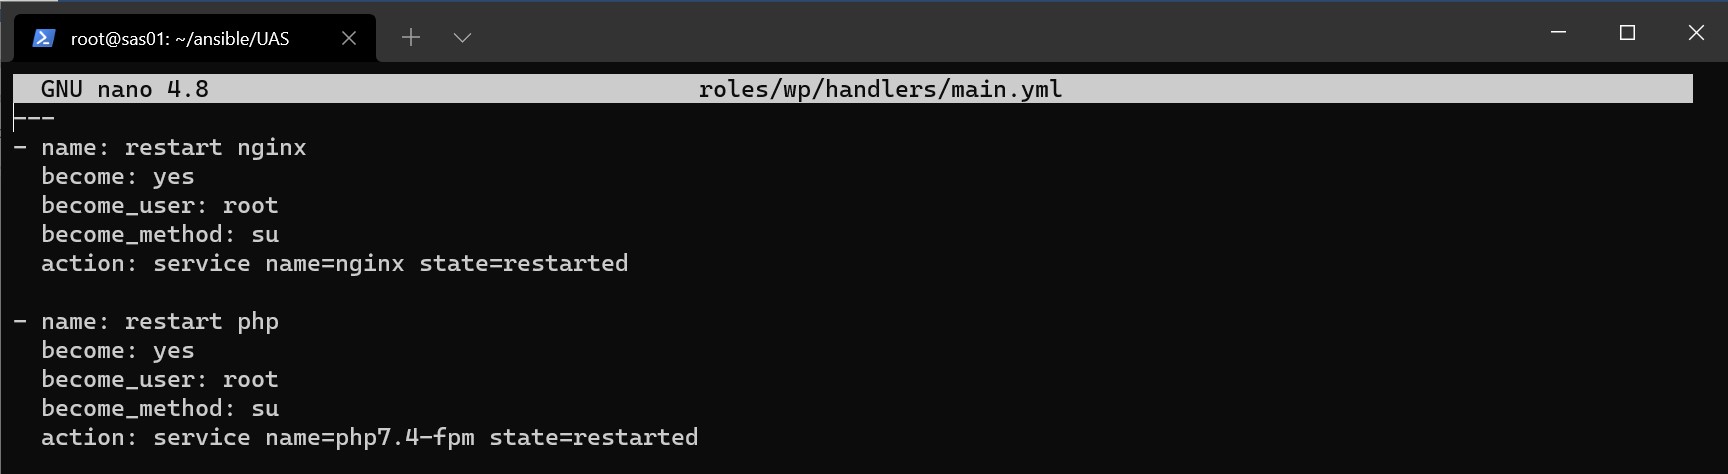 root@sas01: ~/ansible/UAS
GNU nano 4.8 roles/wp/handlers/main.yml
---
- name: restart nginx
  become: yes
  become_user: root
  become_method: su
  action: service name=nginx state=restarted

- name: restart php
  become: yes
  become_user: root
  become_method: su
  action: service name=php7.4-fpm state=restarted